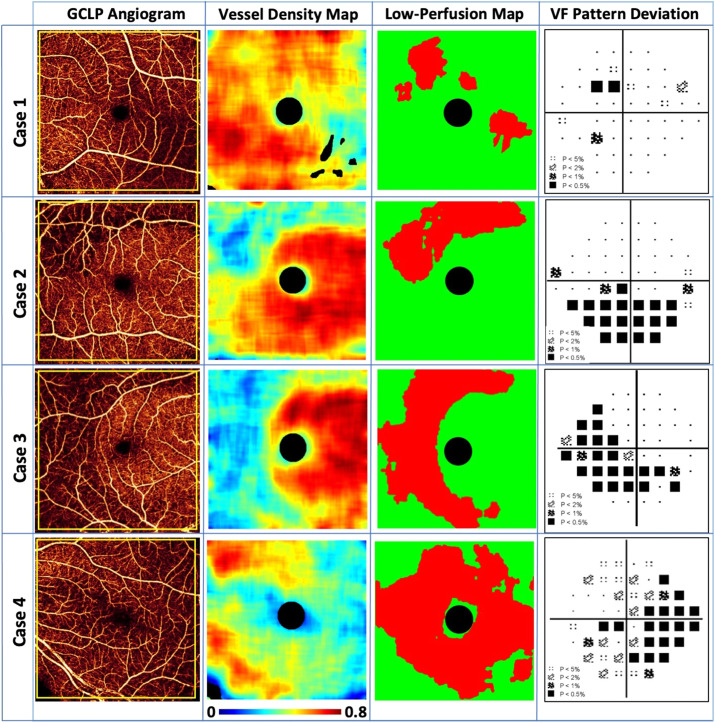 GCLP Angiogram Vessel Density Map Low-Perfusion Map VF Pattern Deviation
Case 1
P < 5%
P < 2%
P < 1%
P < 0.5%
Case 2
P < 5%
P < 2%
P < 1%
P < 0.5%
Case 3
P < 5%
P < 2%
P < 1%
P < 0.5%
Case 4
P < 5%
P < 2%
P < 1%
P < 0.5%
0 0.8